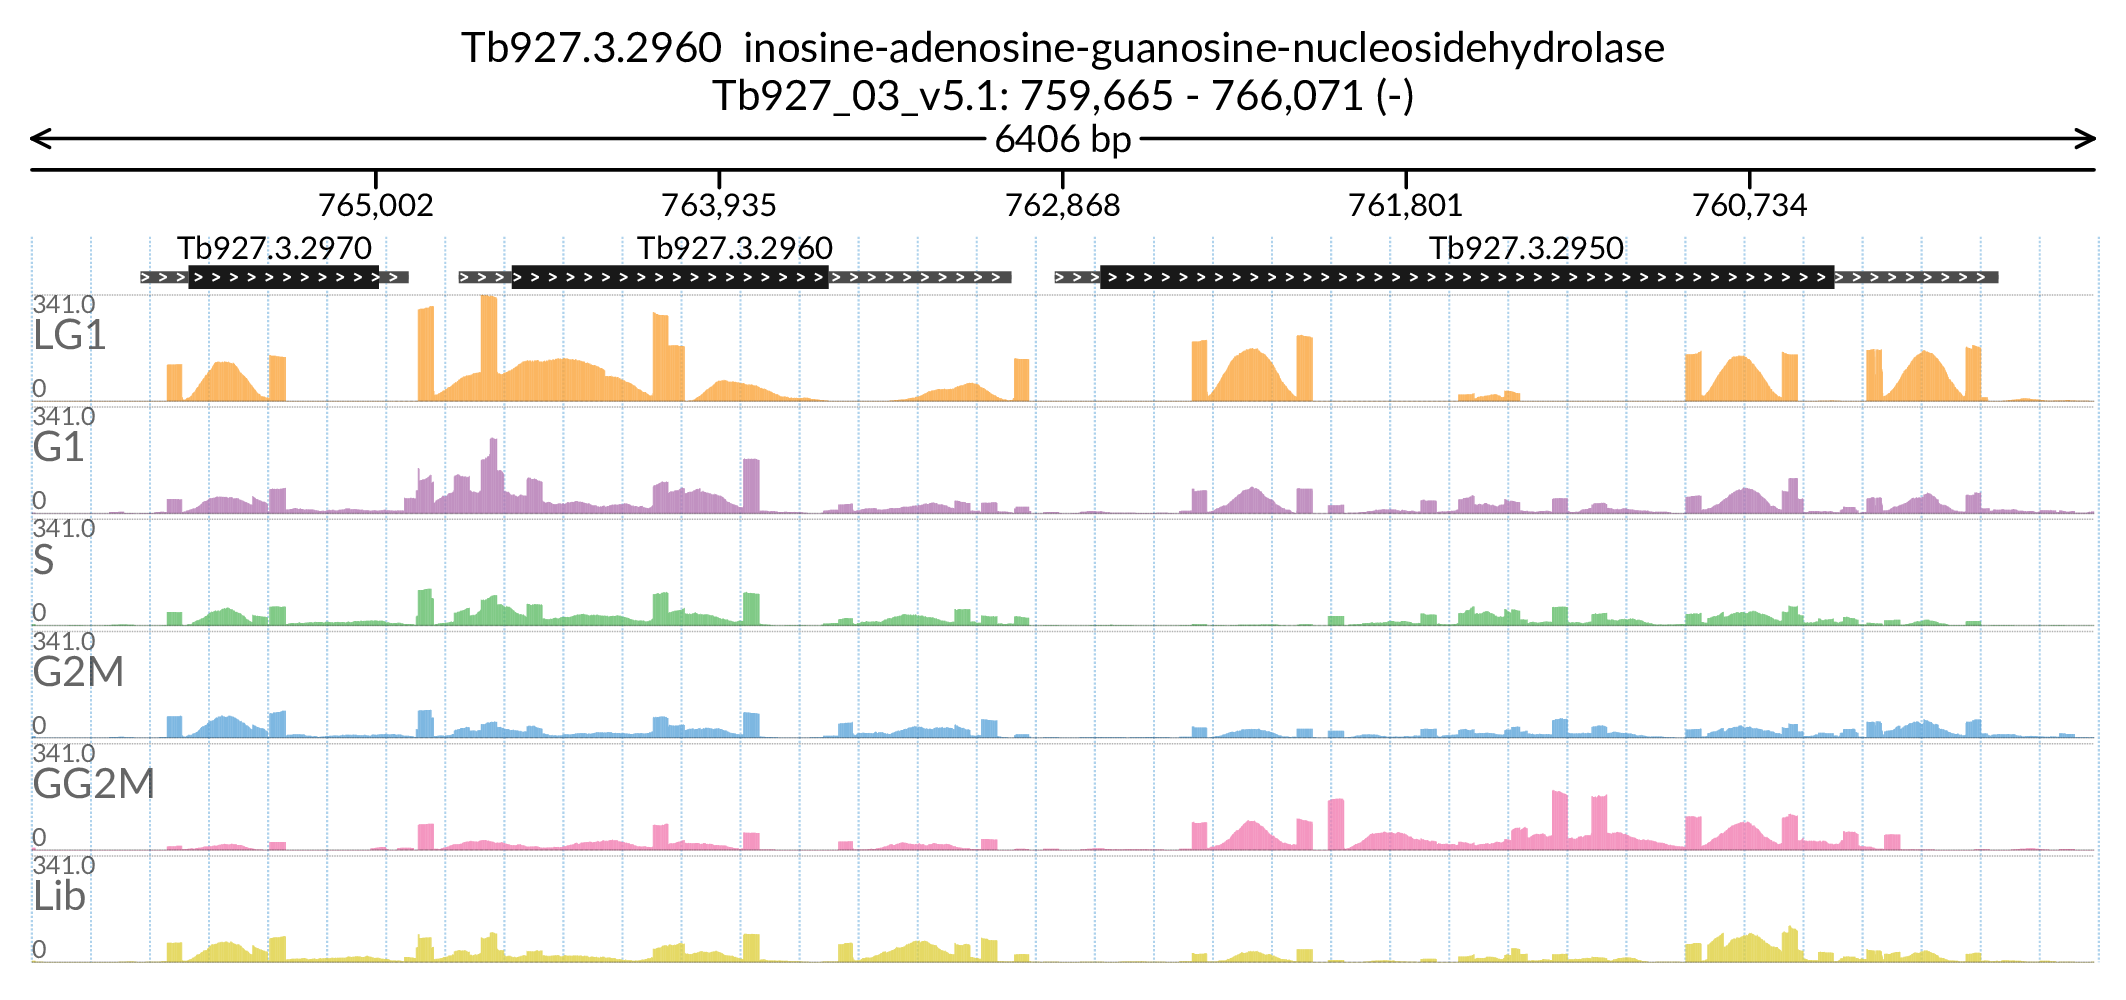 Tb927.3.2960  inosine-adenosine-guanosine-nucleosidehydrolase
Tb927_03_v5.1: 759,665 - 766,071 (-)
6406 bp
765,002 763,935 762,868 761,801 760,734
Tb927.3.2970 Tb927.3.2960 Tb927.3.2950
341.0
LG1
0
341.0
G1
0
341.0
S
0
341.0
G2M
0
341.0
GG2M
0
341.0
Lib
0